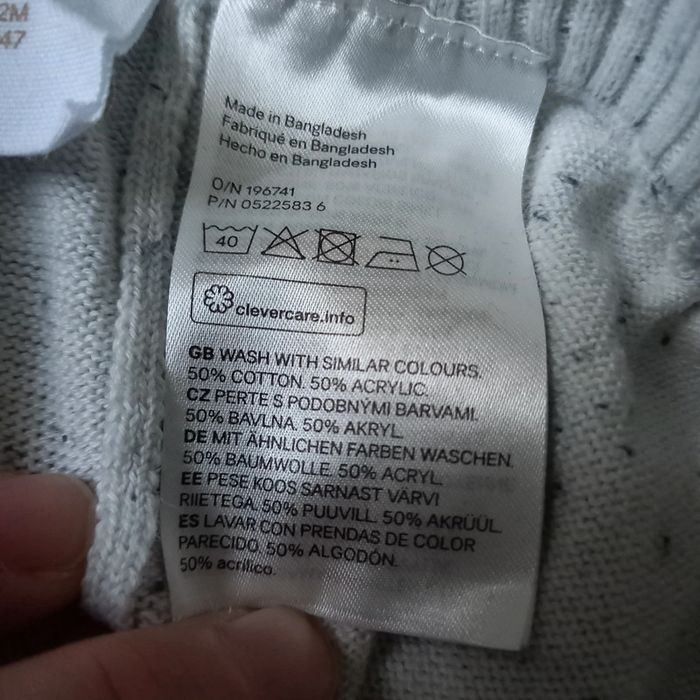 2M
47
Made in Bangladesh
Fabriqué en Bangladesh
Hecho en Bangladesh
O/N 196741
P/N 0522583 6
40
clevercare.info
GB WASH WITH SIMILAR COLOURS.
50% COTTON. 50% ACRYLIC.
CZ PERTE S PODOBNÝMI BARVAMI.
50% BAVLNA. 50% AKRYL.
DE MIT ÄHNLICHEN FARBEN WASCHEN.
50% BAUMWOLLE. 50% ACRYL.
EE PESE KOOS SARNAST VÄRVI
RIIETEGA. 50% PUUVILL. 50% AKRÜÜL.
ES LAVAR CON PRENDAS DE COLOR
PARECIDO. 50% ALGODÓN.
50% acrílico.